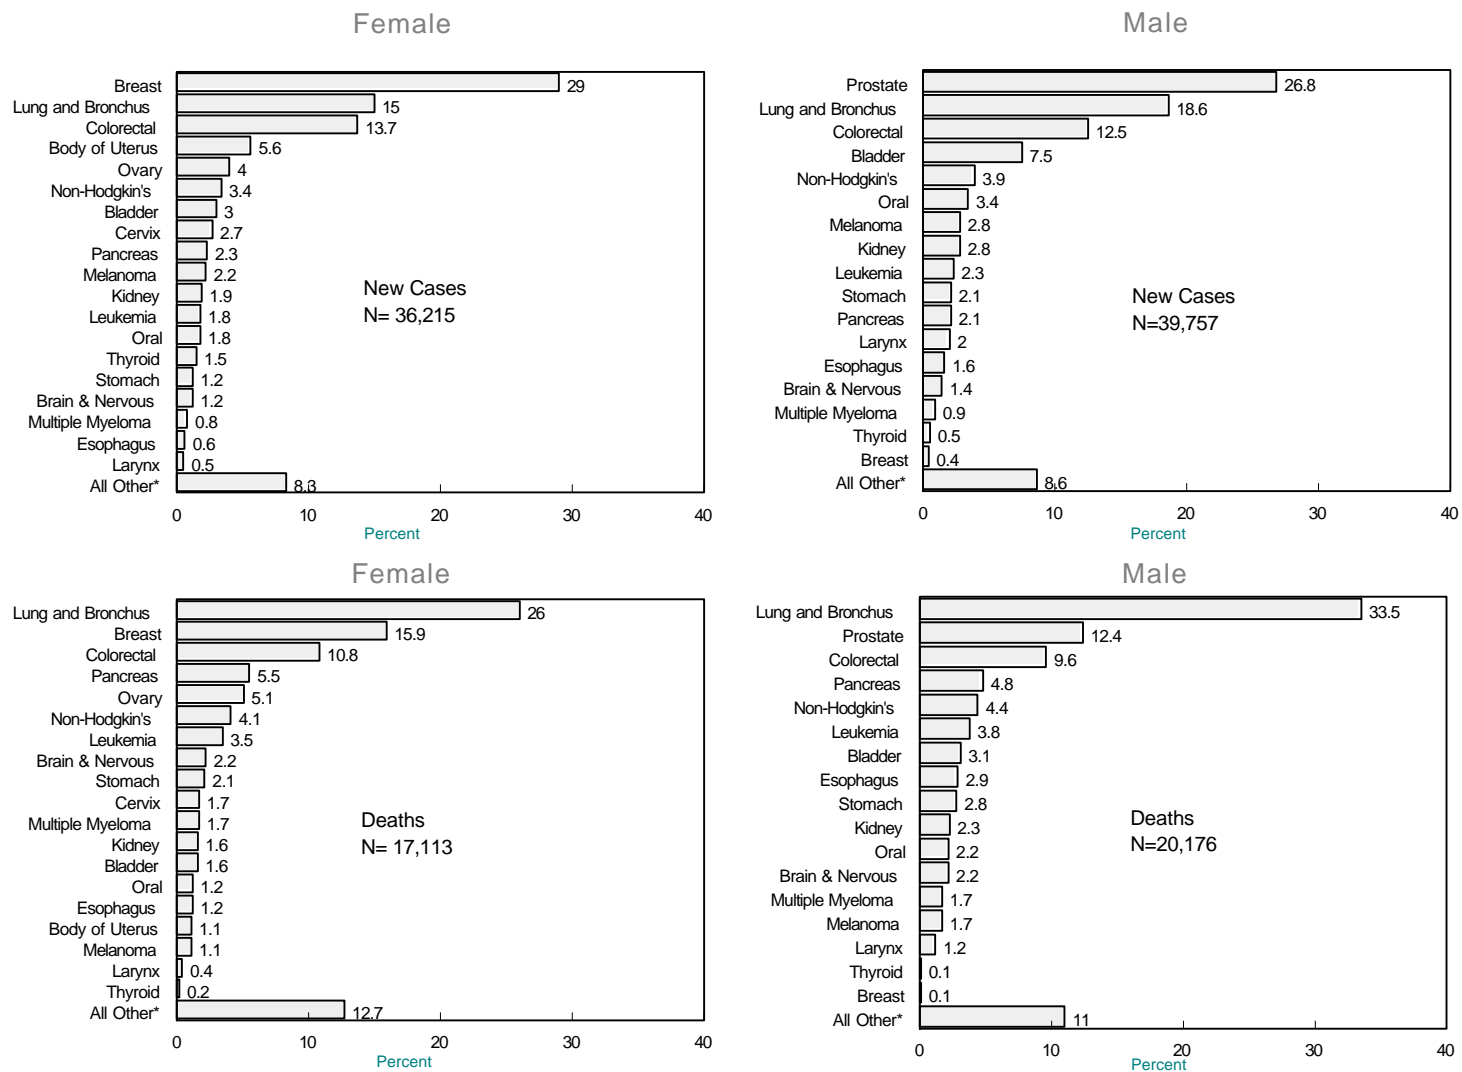 Female
Breast 29
Lung and Bronchus 15
Colorectal 13.7
Body of Uterus 5.6
Ovary 4
Non-Hodgkin's 3.4
Bladder 3
Cervix 2.7
Pancreas 2.3
Melanoma 2.2
Kidney 1.9
Leukemia 1.8
Oral 1.8
Thyroid 1.5
Stomach 1.2
Brain & Nervous 1.2
Multiple Myeloma 0.8
Esophagus 0.6
Larynx 0.5
All Other* 8.3
New Cases
N= 36,215
0 10 20 30 40
Percent
Male
Prostate 26.8
Lung and Bronchus 18.6
Colorectal 12.5
Bladder 7.5
Non-Hodgkin's 3.9
Oral 3.4
Melanoma 2.8
Kidney 2.8
Leukemia 2.3
Stomach 2.1
Pancreas 2.1
Larynx 2
Esophagus 1.6
Brain & Nervous 1.4
Multiple Myeloma 0.9
Thyroid 0.5
Breast 0.4
All Other* 8.6
New Cases
N=39,757
0 10 20 30 40
Percent
Female
Lung and Bronchus 26
Breast 15.9
Colorectal 10.8
Pancreas 5.5
Ovary 5.1
Non-Hodgkin's 4.1
Leukemia 3.5
Brain & Nervous 2.2
Stomach 2.1
Cervix 1.7
Multiple Myeloma 1.7
Kidney 1.6
Bladder 1.6
Oral 1.2
Esophagus 1.2
Body of Uterus 1.1
Melanoma 1.1
Larynx 0.4
Thyroid 0.2
All Other* 12.7
Deaths
N= 17,113
0 10 20 30 40
Percent
Male
Lung and Bronchus 33.5
Prostate 12.4
Colorectal 9.6
Pancreas 4.8
Non-Hodgkin's 4.4
Leukemia 3.8
Bladder 3.1
Esophagus 2.9
Stomach 2.8
Kidney 2.3
Oral 2.2
Brain & Nervous 2.2
Multiple Myeloma 1.7
Melanoma 1.7
Larynx 1.2
Thyroid 0.1
Breast 0.1
All Other* 11
Deaths
N=20,176
0 10 20 30 40
Percent